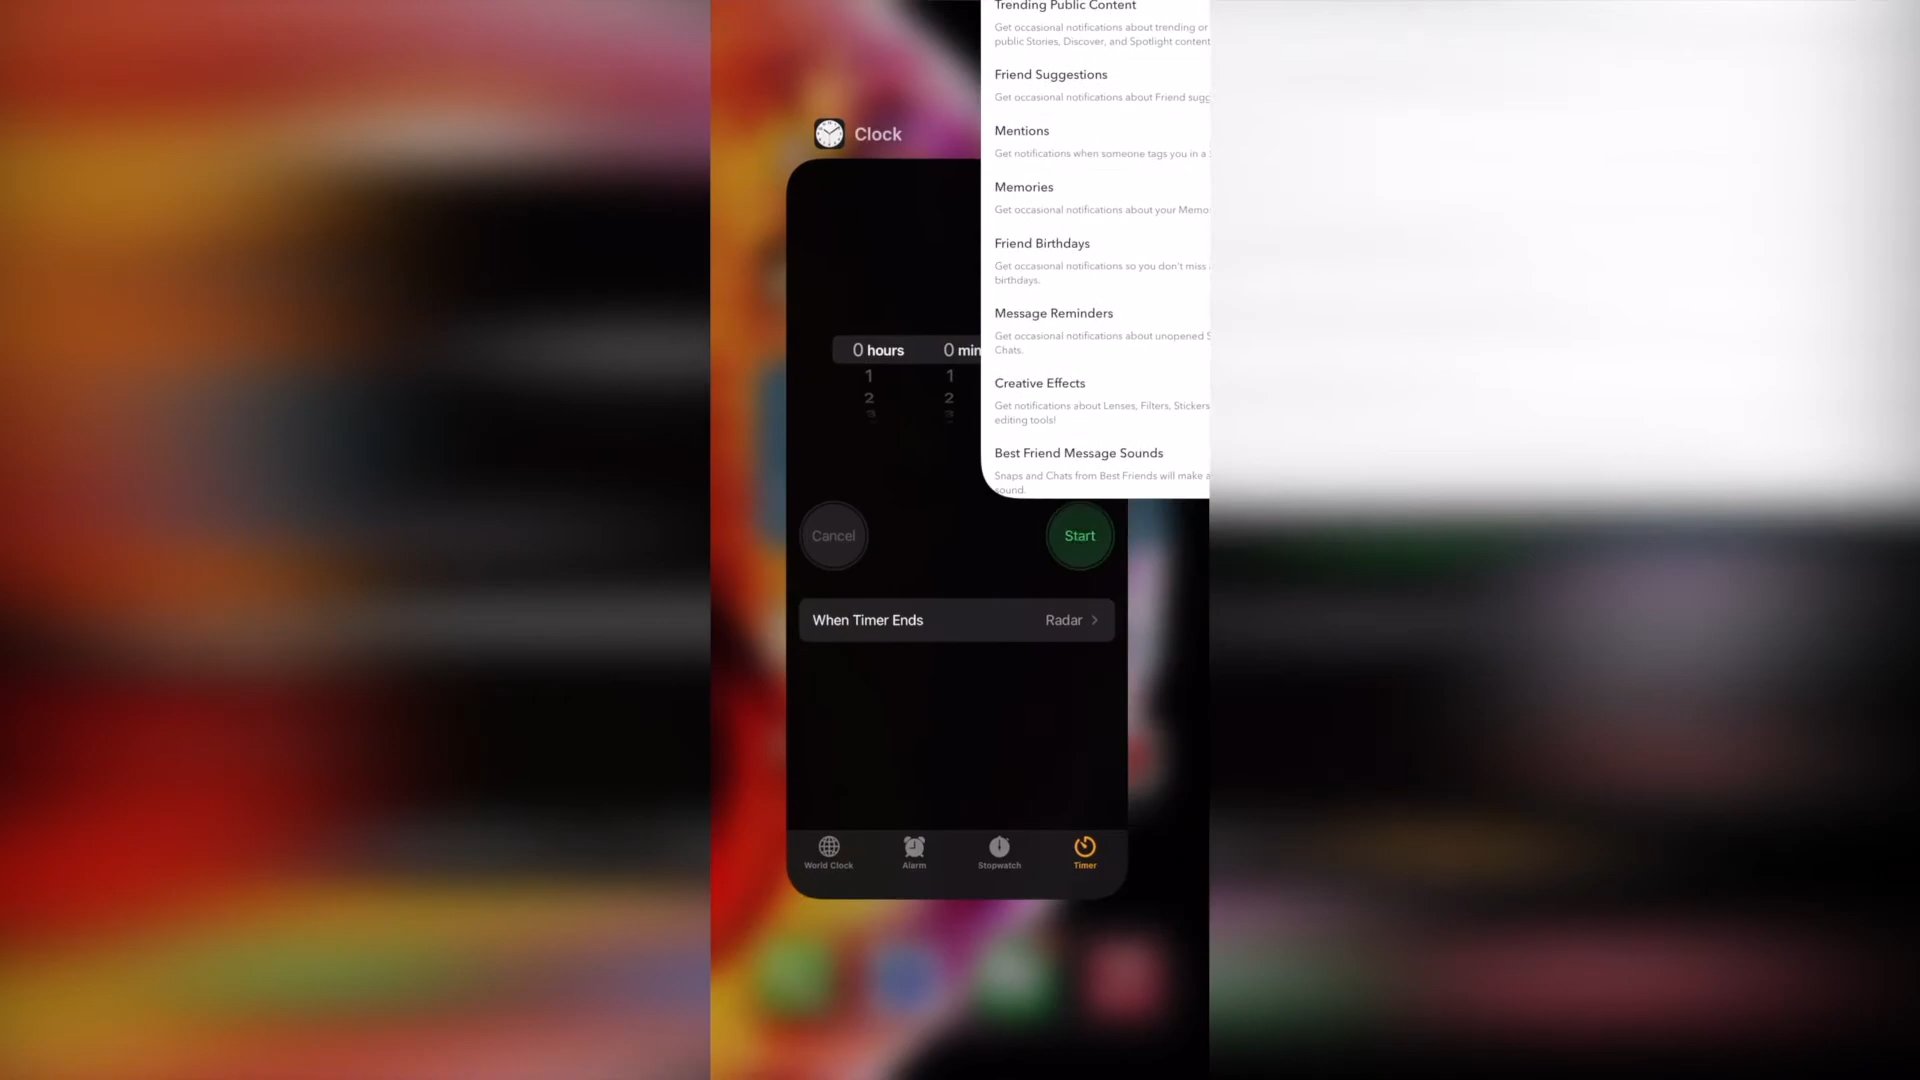 Trending Public Content
Get occasional notifications about trending or
public Stories, Discover, and Spotlight content
Friend Suggestions
Get occasional notifications about Friend sugg
Mentions
Get notifications when someone tags you in a
Memories
Get occasional notifications about your Memo
Friend Birthdays
Get occasional notifications so you don't miss
birthdays.
Message Reminders
Get occasional notifications about unopened S
Chats.
Creative Effects
Get notifications about Lenses, Filters, Stickers
editing tools!
Best Friend Message Sounds
Snaps and Chats from Best Friends will make a
sound.
Clock
0 hours 0 min
1 1
2 2
3 3
Cancel Start
When Timer Ends Radar
World Clock Alarm Stopwatch Timer